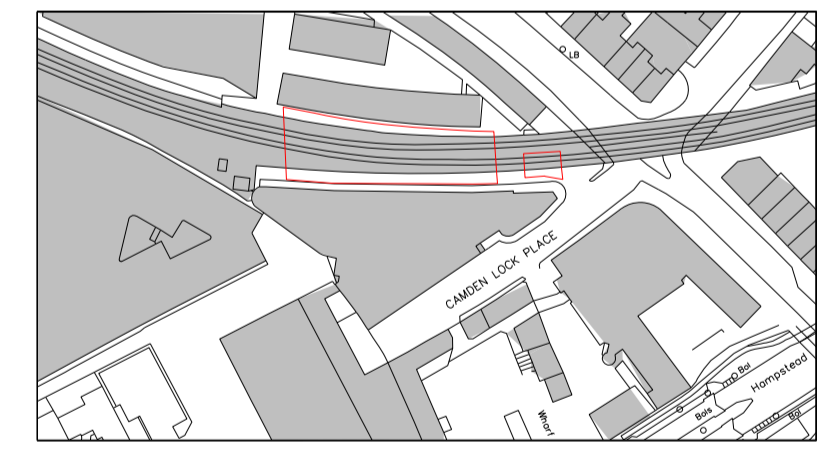 LB
CAMDEN LOCK PLACE
Bol
Hampstead
Bols
Bol
Wharf